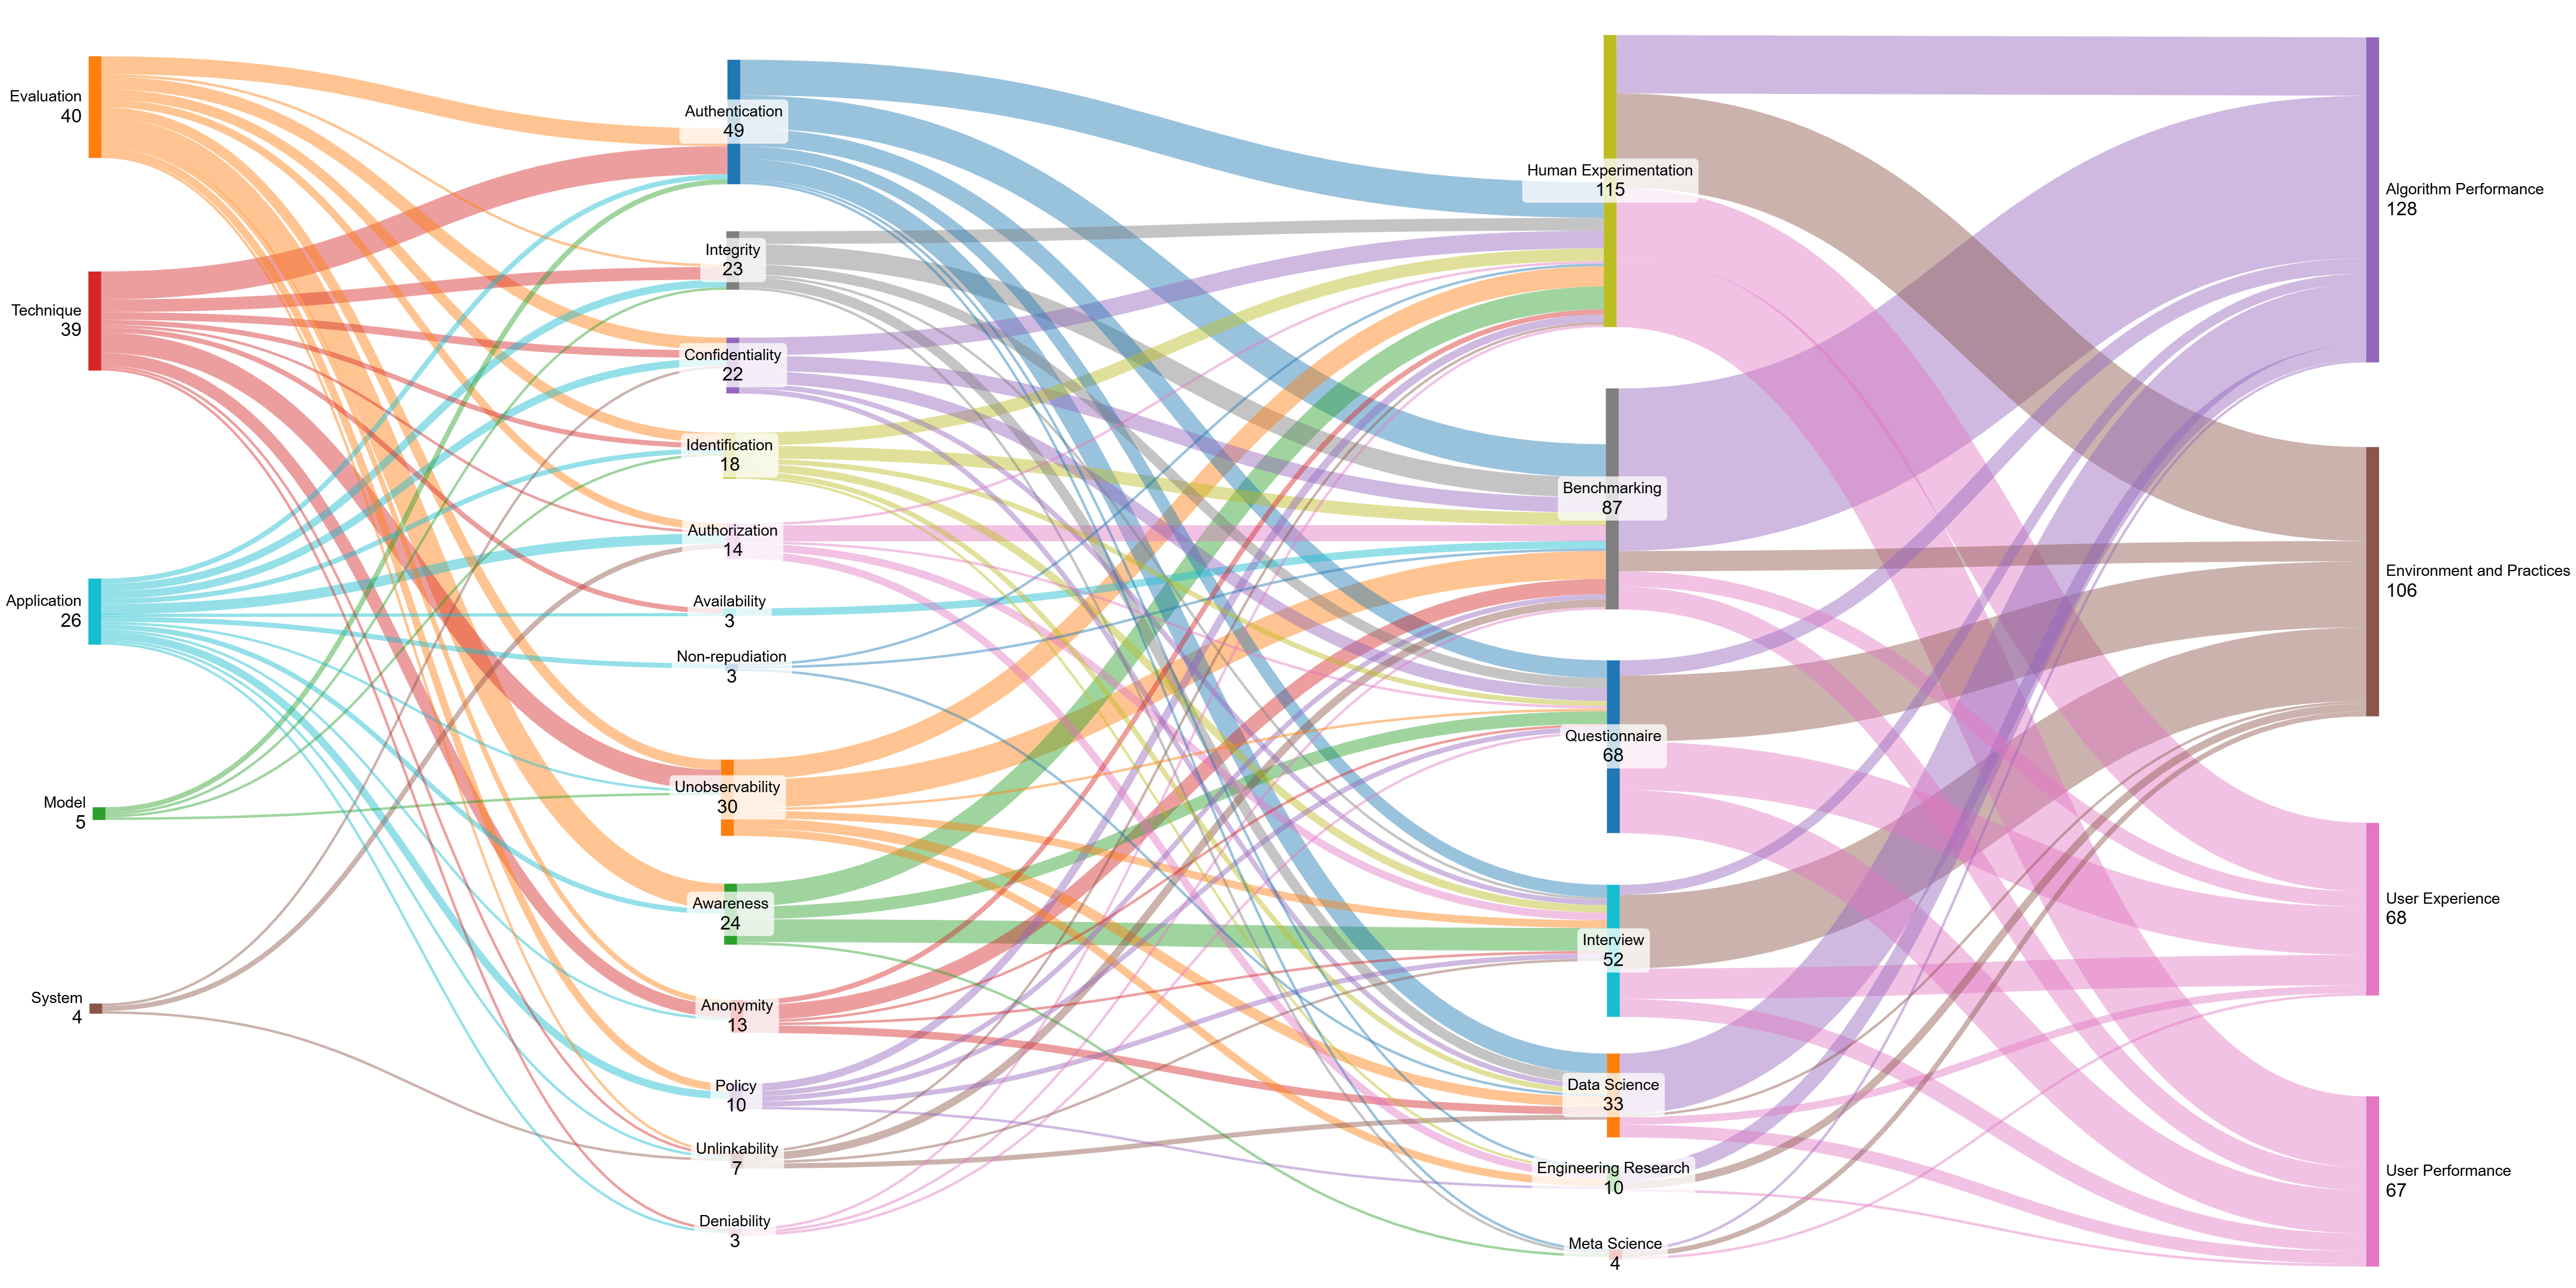 Evaluation
40
Technique
39
Application
26
Model
5
System
4
Authentication
49
Integrity
23
Confidentiality
22
Identification
18
Authorization
14
Availability
3
Non-repudiation
3
Unobservability
30
Awareness
24
Anonymity
13
Policy
10
Unlinkability
7
Deniability
3
Human Experimentation
115
Benchmarking
87
Questionnaire
68
Interview
52
Data Science
33
Engineering Research
10
Meta Science
4
Algorithm Performance
128
Environment and Practices
106
User Experience
68
User Performance
67